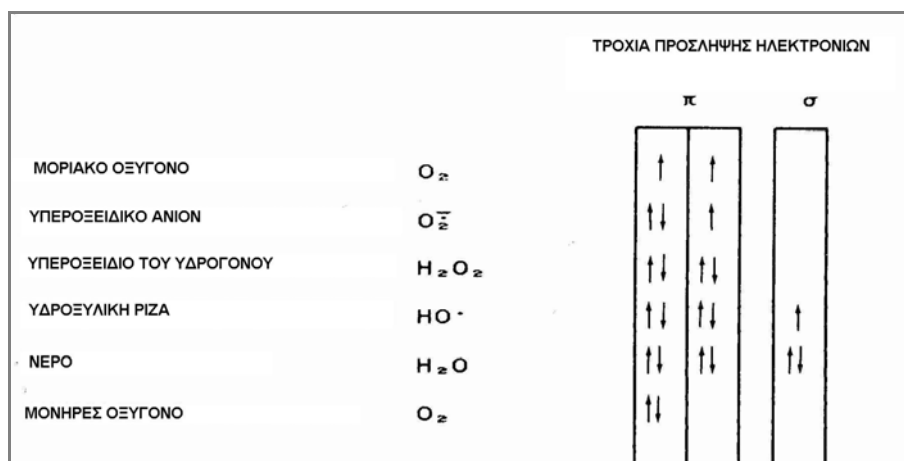 ΤΡΟΧΙΑ ΠΡΟΣΛΗΨΗΣ ΗΛΕΚΤΡΟΝΙΩΝ
π σ
ΜΟΡΙΑΚΟ ΟΞΥΓΟΝΟ O₂ ↑ ↑
ΥΠΕΡΟΞΕΙΔΙΚΟ ΑΝΙΟΝ O₂∸ ↑↓ ↑
ΥΠΕΡΟΞΕΙΔΙΟ ΤΟΥ ΥΔΡΟΓΟΝΟΥ H₂O₂ ↑↓ ↑↓
ΥΔΡΟΞΥΛΙΚΗ ΡΙΖΑ HO· ↑↓ ↑↓ ↑
ΝΕΡΟ H₂O ↑↓ ↑↓ ↑↓
ΜΟΝΗΡΕΣ ΟΞΥΓΟΝΟ O₂ ↑↓